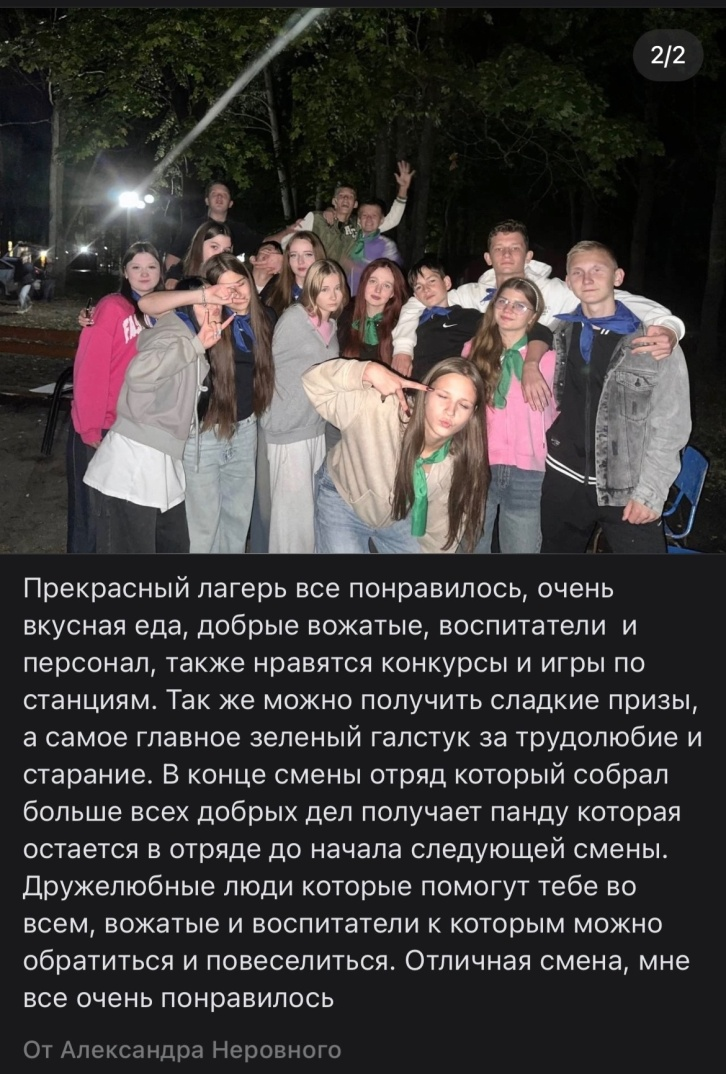 2/2
Прекрасный лагерь все понравилось, очень
вкусная еда, добрые вожатые, воспитатели  и
персонал, также нравятся конкурсы и игры по
станциям. Так же можно получить сладкие призы,
а самое главное зеленый галстук за трудолюбие и
старание. В конце смены отряд который собрал
больше всех добрых дел получает панду которая
остается в отряде до начала следующей смены.
Дружелюбные люди которые помогут тебе во
всем, вожатые и воспитатели к которым можно
обратиться и повеселиться. Отличная смена, мне
все очень понравилось
От Александра Неровного